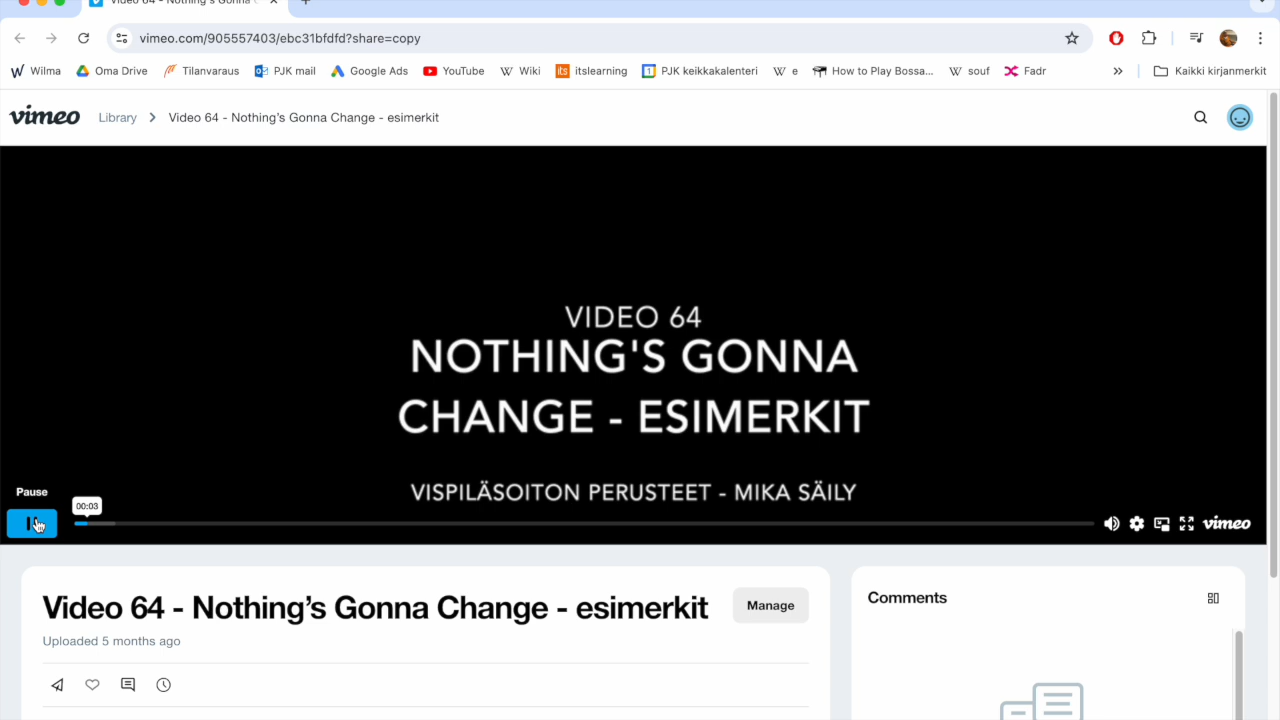 Video 64 - Nothing's Gonna C
vimeo.com/905557403/ebc31bfdfd?share=copy
Wilma Oma Drive Tilanvaraus PJK mail Google Ads YouTube Wiki its itslearning 1 PJK keikkakalenteri e How to Play Bossa... souf Fadr Kaikki kirjanmerkit
vimeo Library Video 64 - Nothing's Gonna Change - esimerkit
VIDEO 64
NOTHING'S GONNA
CHANGE - ESIMERKIT
VISPILÄSOITON PERUSTEET - MIKA SÄILY
Pause
00:03
vimeo
Video 64 - Nothing's Gonna Change - esimerkit
Manage
Uploaded 5 months ago
Comments